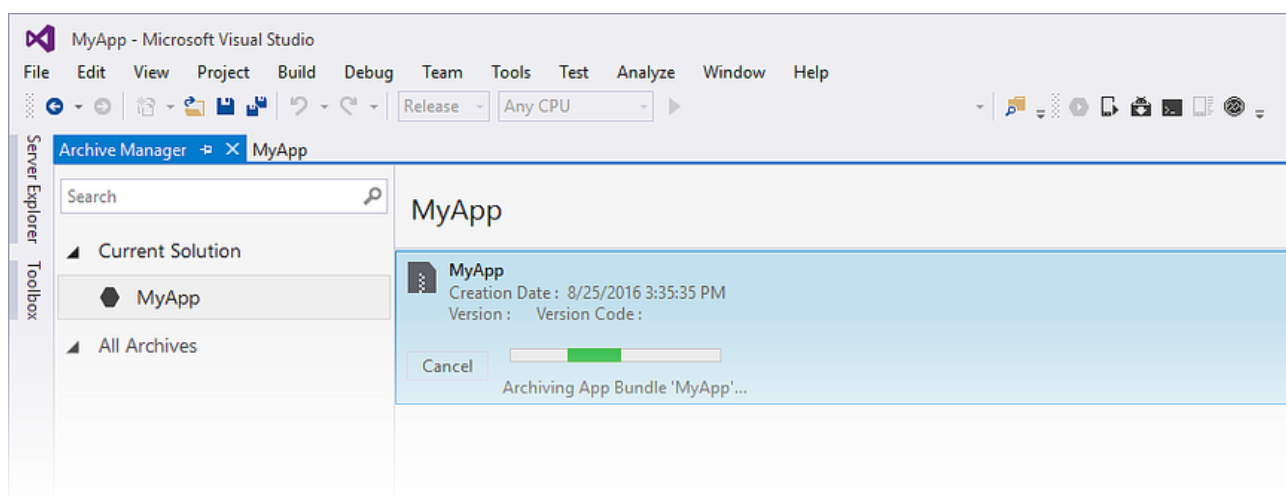 MyApp - Microsoft Visual Studio
File Edit View Project Build Debug Team Tools Test Analyze Window Help
Release Any CPU
Server Explorer
Toolbox
Archive Manager MyApp
Search
Current Solution
MyApp
All Archives
MyApp
MyApp
Creation Date : 8/25/2016 3:35:35 PM
Version : Version Code :
Cancel
Archiving App Bundle 'MyApp'...